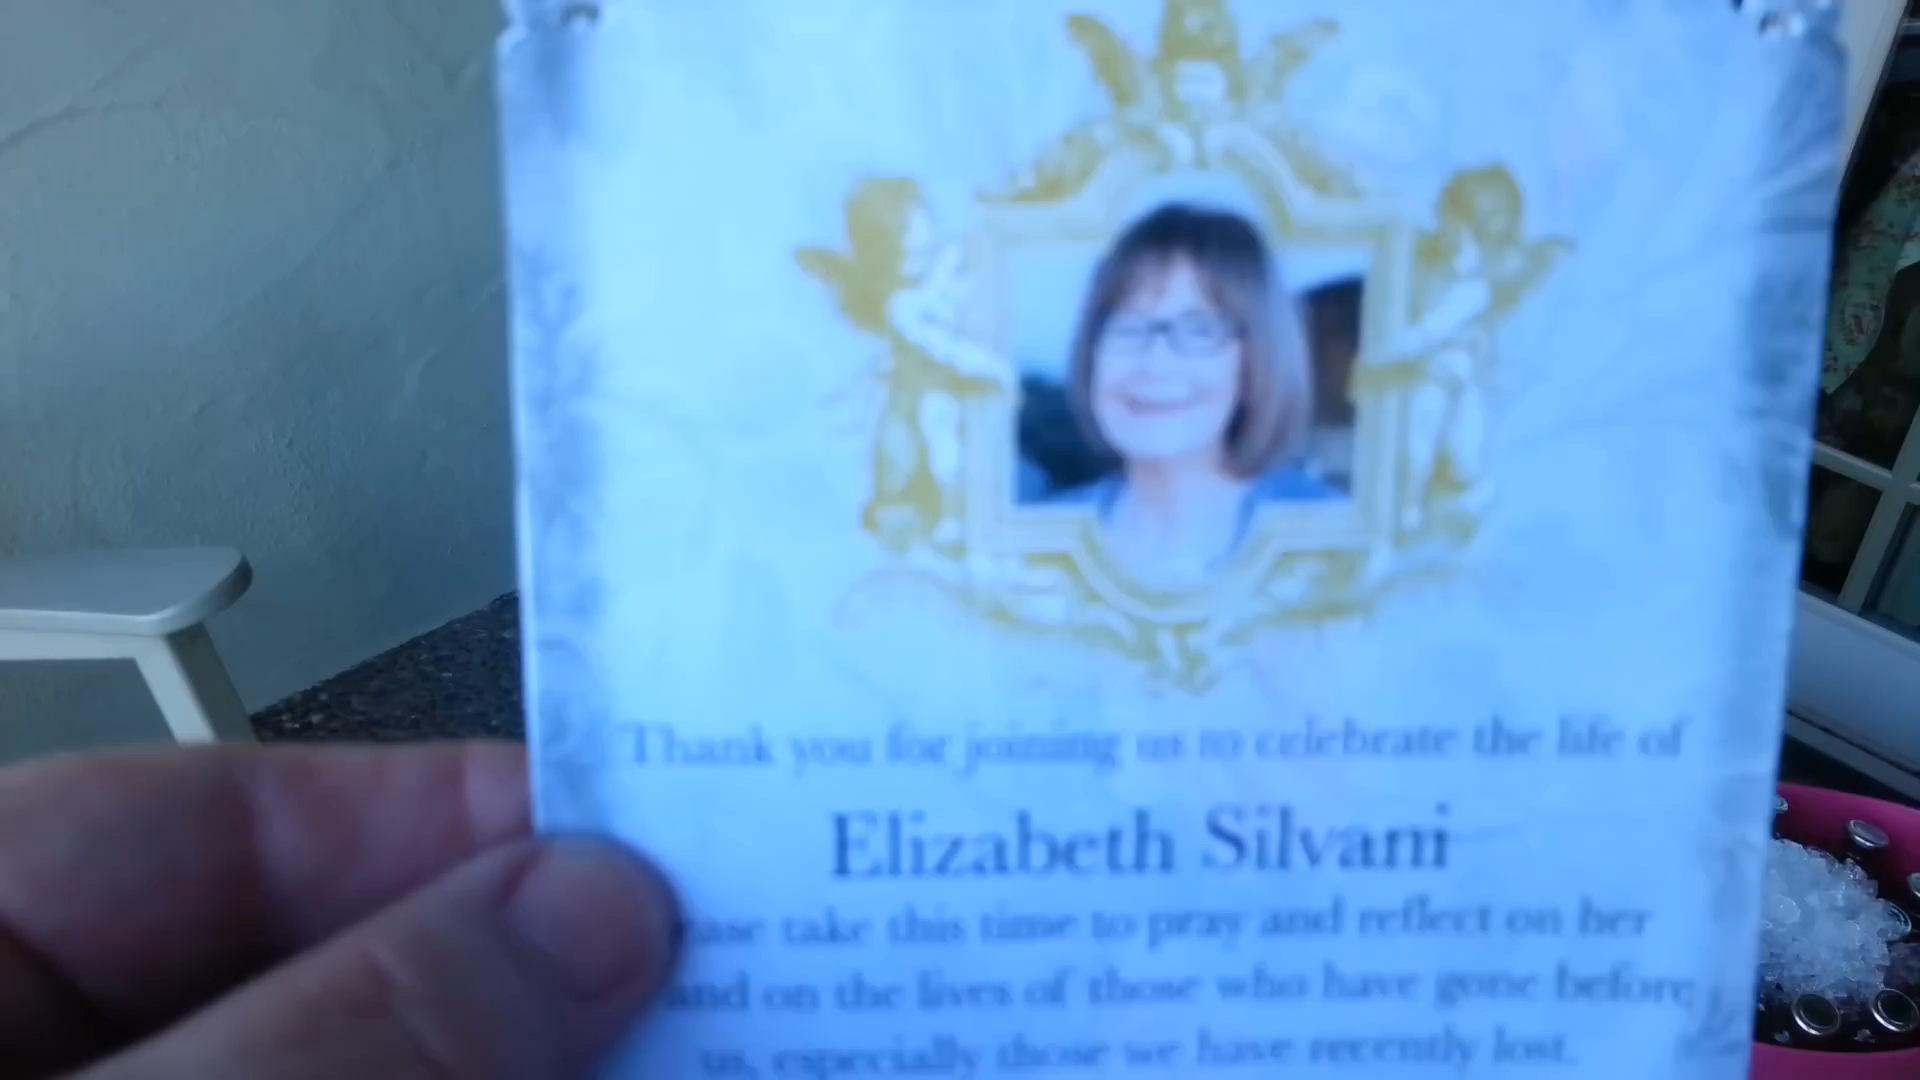 Thank you for joining us to celebrate the life of
Elizabeth Silvani
ase take this time to pray and reflect on her
and on the lives of those who have gone before
us, especially those we have recently lost.